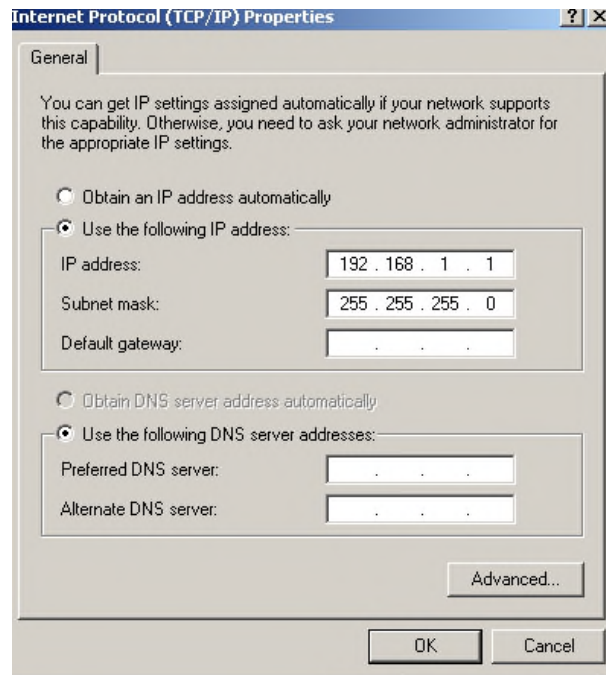 Internet Protocol (TCP/IP) Properties
General
You can get IP settings assigned automatically if your network supports
this capability. Otherwise, you need to ask your network administrator for
the appropriate IP settings.
Obtain an IP address automatically
Use the following IP address:
IP address: 192 . 168 . 1 . 1
Subnet mask: 255 . 255 . 255 . 0
Default gateway: . . .
Obtain DNS server address automatically
Use the following DNS server addresses:
Preferred DNS server: . . .
Alternate DNS server: . . .
Advanced...
OK Cancel